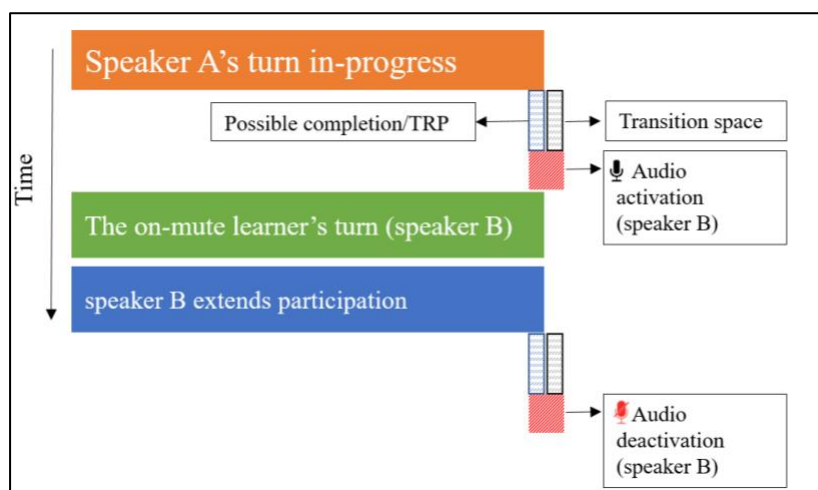 Speaker A’s turn in-progress
Possible completion/TRP
Transition space
Time
Audio
activation
(speaker B)
The on-mute learner’s turn (speaker B)
speaker B extends participation
Audio
deactivation
(speaker B)